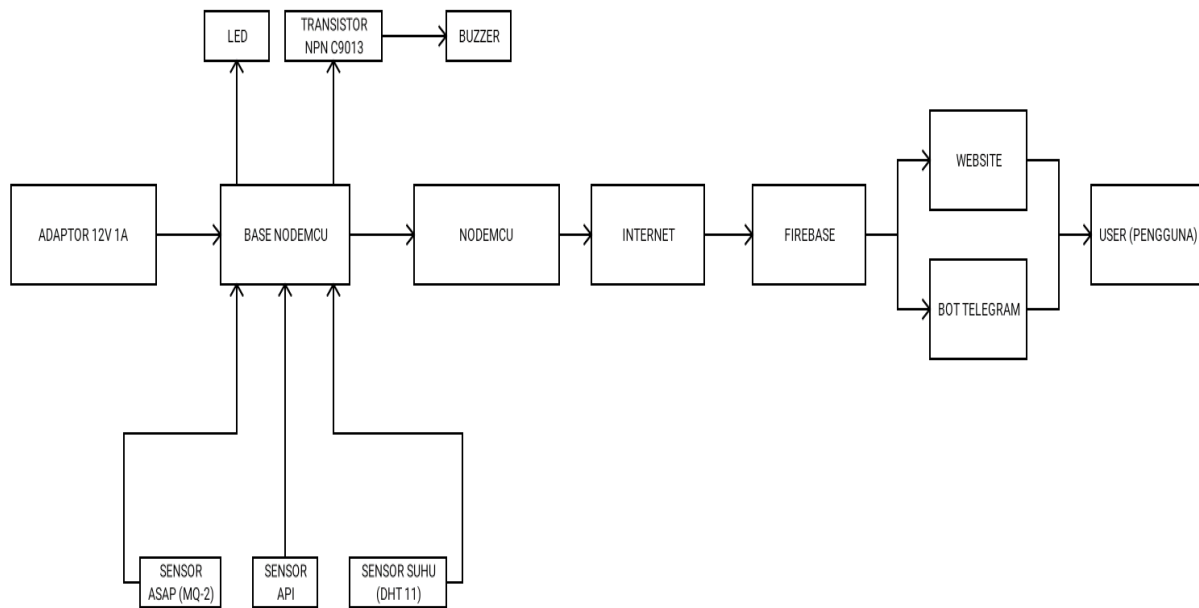 LED
TRANSISTOR
NPN C9013
BUZZER
ADAPTOR 12V 1A
BASE NODEMCU
NODEMCU
INTERNET
FIREBASE
WEBSITE
BOT TELEGRAM
USER (PENGGUNA)
SENSOR
ASAP (MQ-2)
SENSOR
API
SENSOR SUHU
(DHT 11)